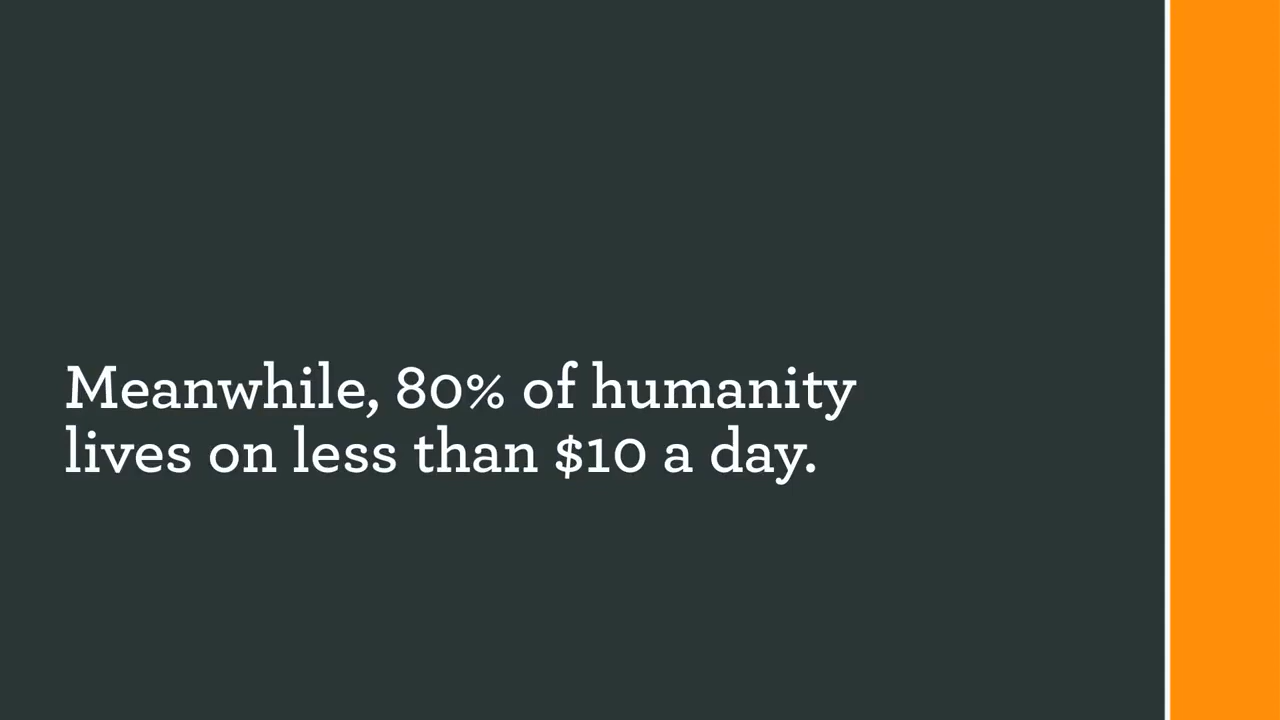 Meanwhile, 80% of humanity
lives on less than $10 a day.